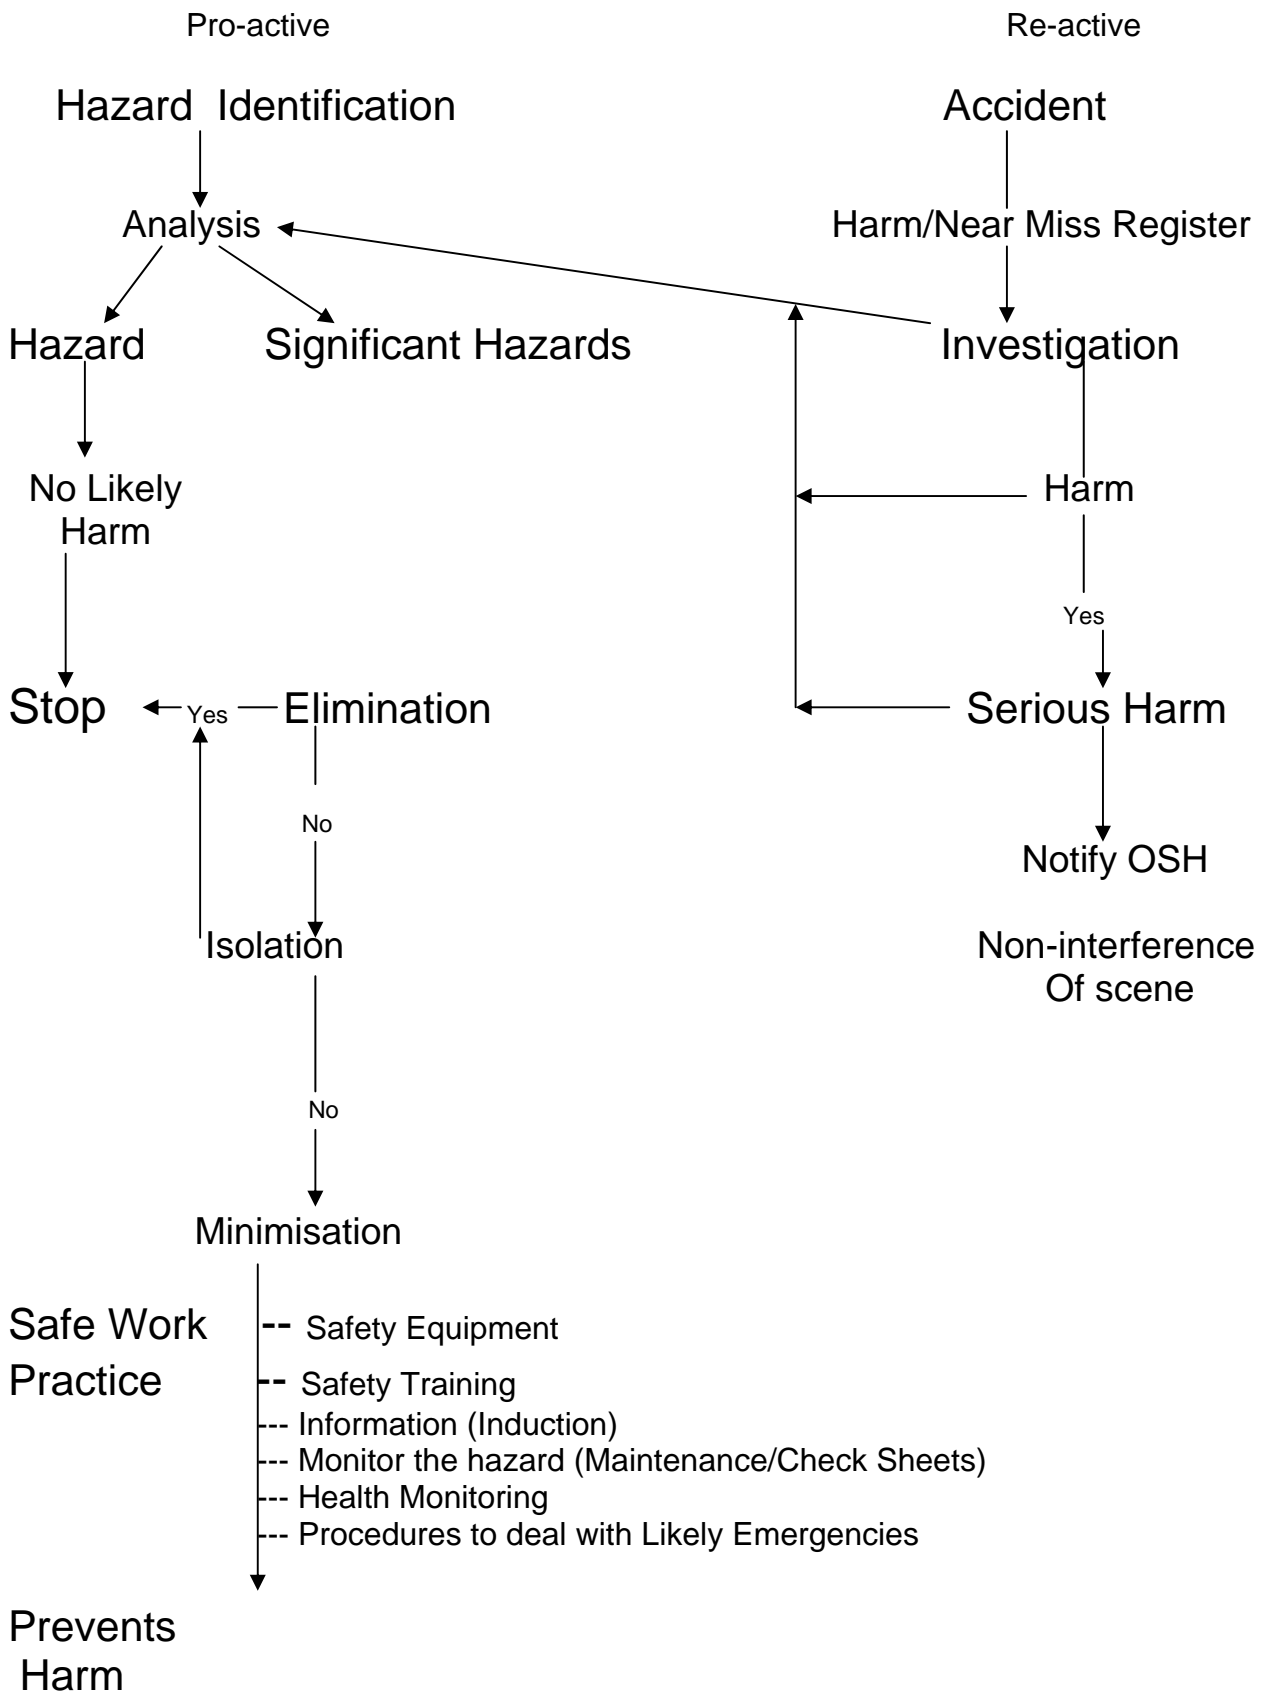 Pro-active
Re-active
Hazard Identification
Accident
Analysis
Harm/Near Miss Register
Hazard
Significant Hazards
Investigation
No Likely
Harm
Harm
Yes
Stop
Yes
Elimination
Serious Harm
No
Notify OSH
Isolation
Non-interference
Of scene
No
Minimisation
Safe Work
-- Safety Equipment
Practice
-- Safety Training
--- Information (Induction)
--- Monitor the hazard (Maintenance/Check Sheets)
--- Health Monitoring
--- Procedures to deal with Likely Emergencies
Prevents
Harm